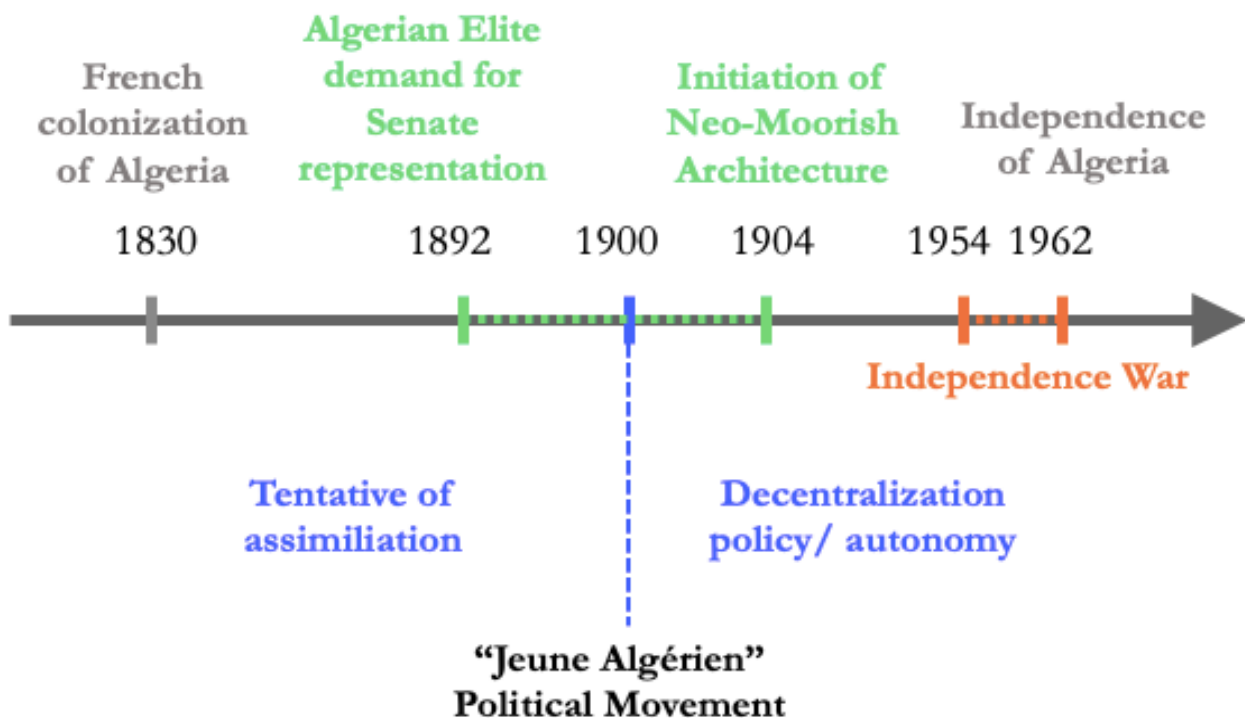 French
colonization
of Algeria
Algerian Elite
demand for
Senate
representation
Initiation of
Neo-Moorish
Architecture
Independence
of Algeria
1830
1892
1900
1904
1954
1962
Independence War
Tentative of
assimiliation
Decentralization
policy/ autonomy
“Jeune Algérien”
Political Movement